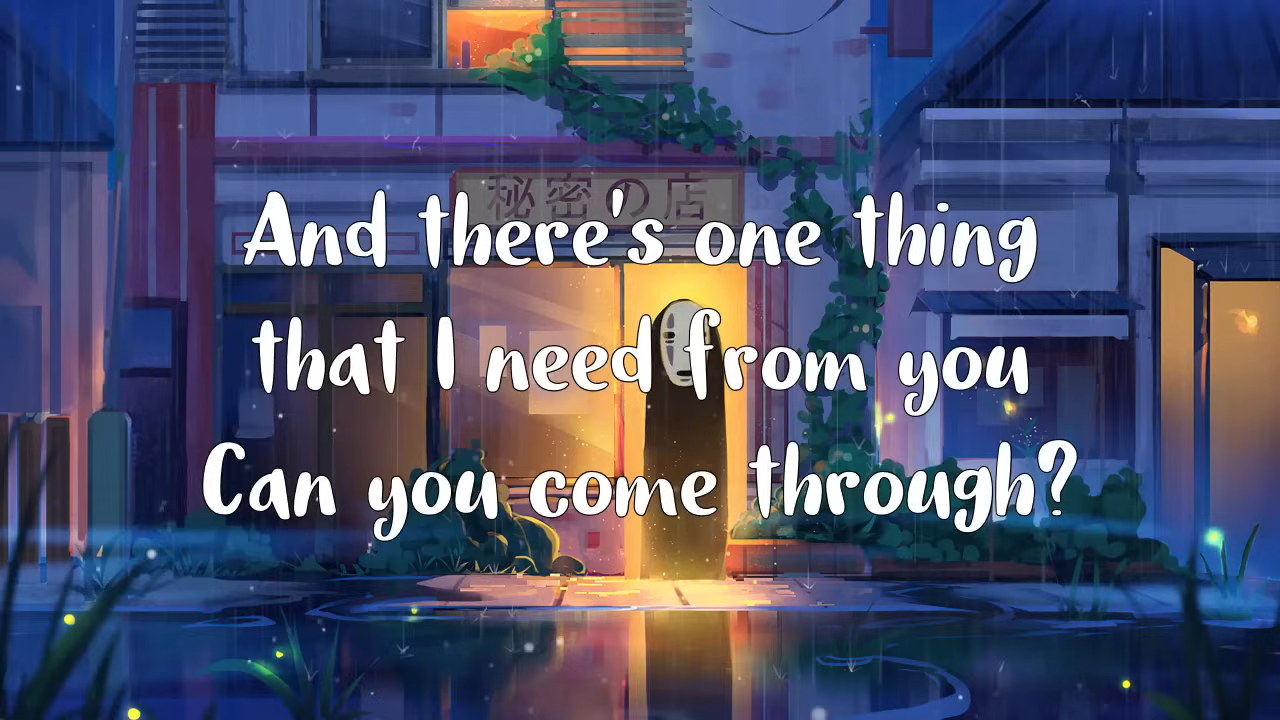 秘密の店
And there's one thing
that I need from you
Can you come through?